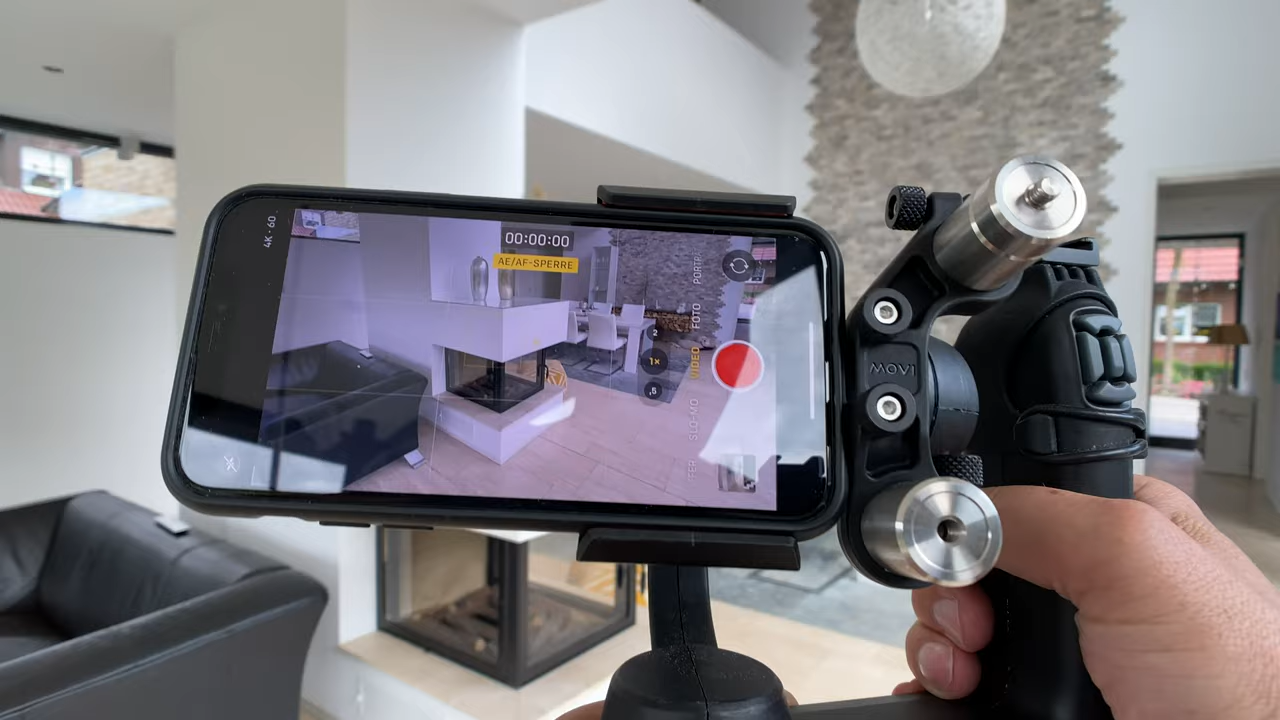 4K · 60
00:00:00
AE/AF-SPERRE
PORTR
FOTO
VIDEO
SLO-MO
2
1×
.5
MOVI